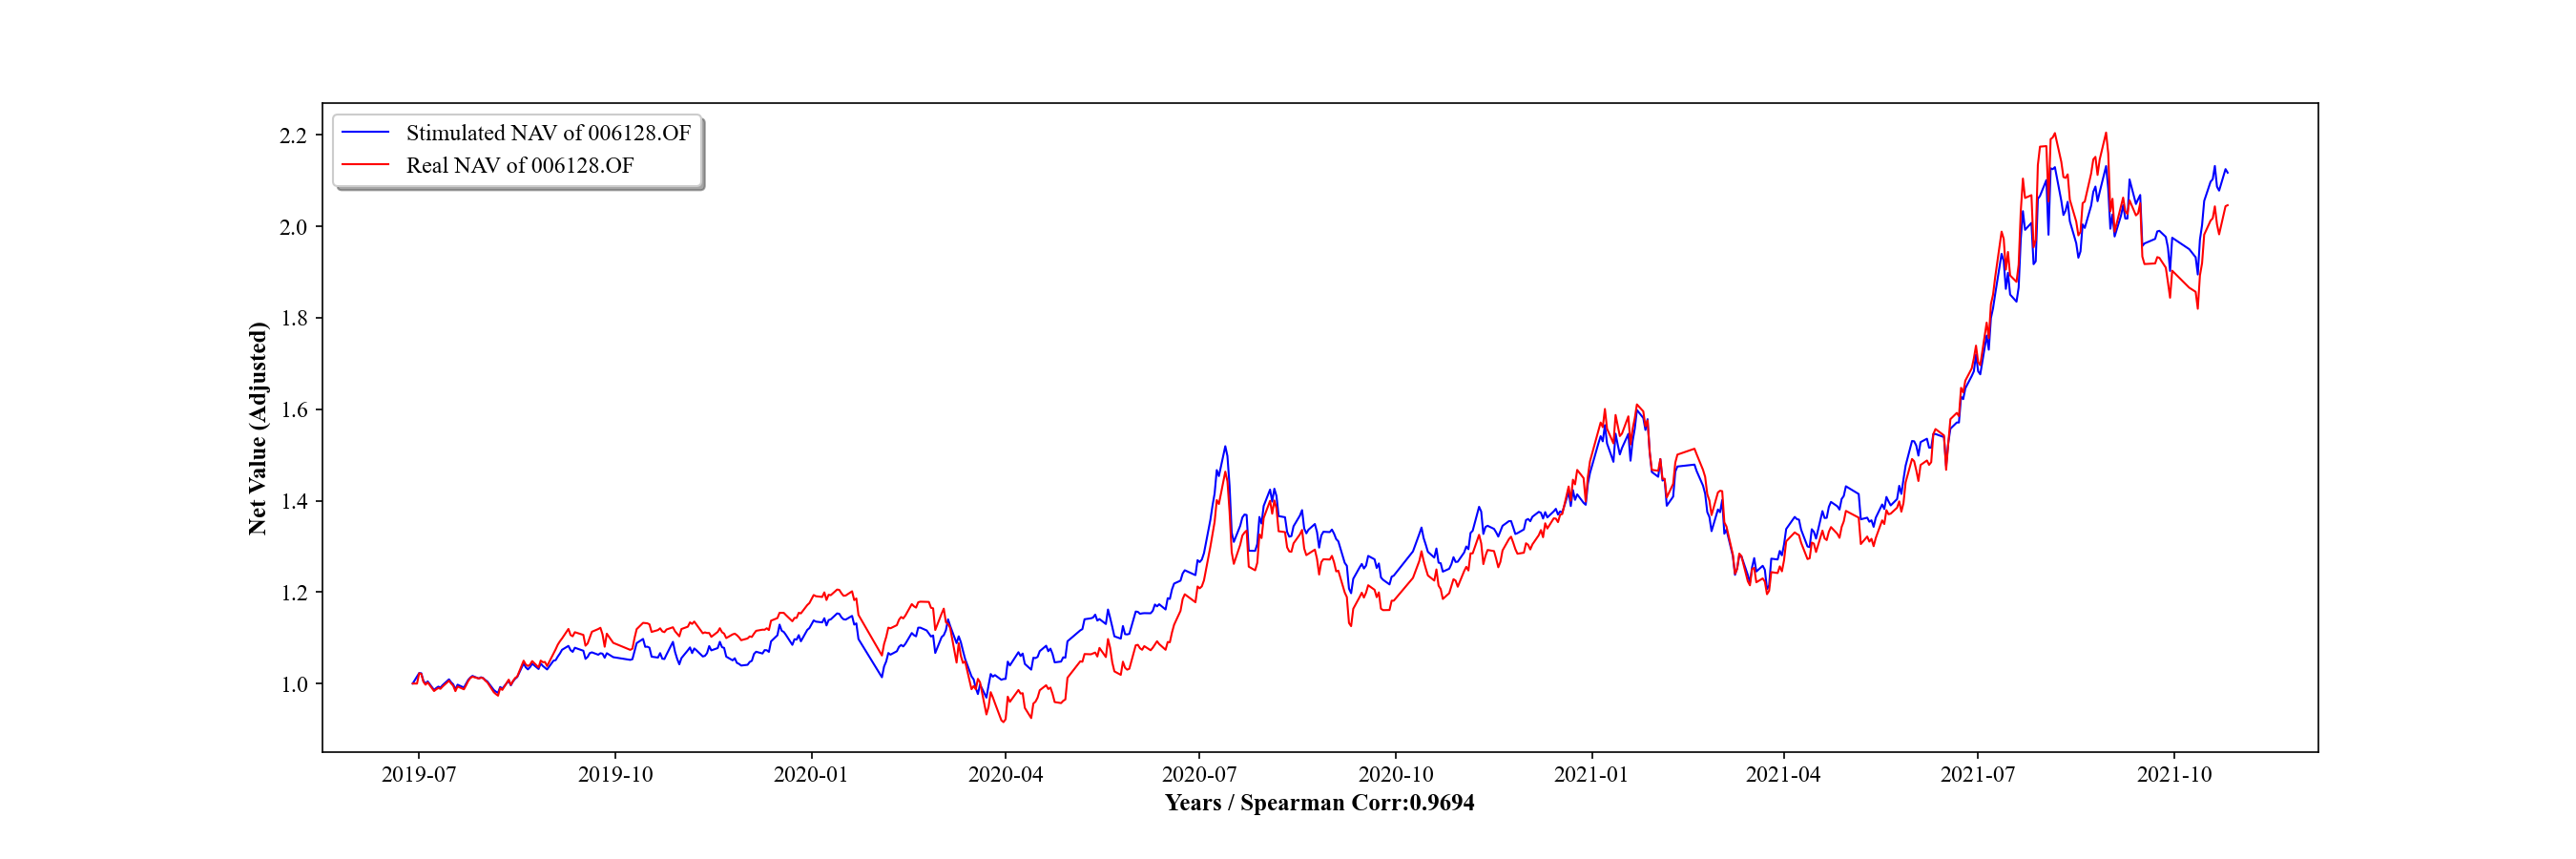 Stimulated NAV of 006128.OF
Real NAV of 006128.OF
Net Value (Adjusted)
2.2
2.0
1.8
1.6
1.4
1.2
1.0
2019-07 2019-10 2020-01 2020-04 2020-07 2020-10 2021-01 2021-04 2021-07 2021-10
Years / Spearman Corr:0.9694